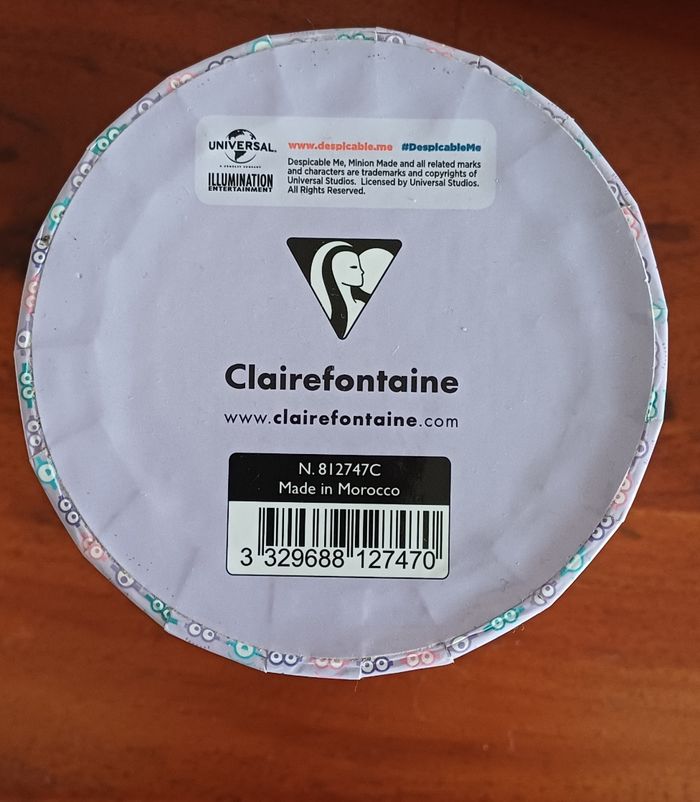 UNIVERSAL
A COMCAST COMPANY
ILLUMINATION
ENTERTAINMENT
www.despicable.me #DespicableMe
Despicable Me, Minion Made and all related marks
and characters are trademarks and copyrights of
Universal Studios. Licensed by Universal Studios.
All Rights Reserved.
Clairefontaine
www.clairefontaine.com
N. 812747C
Made in Morocco
3 329688 127470